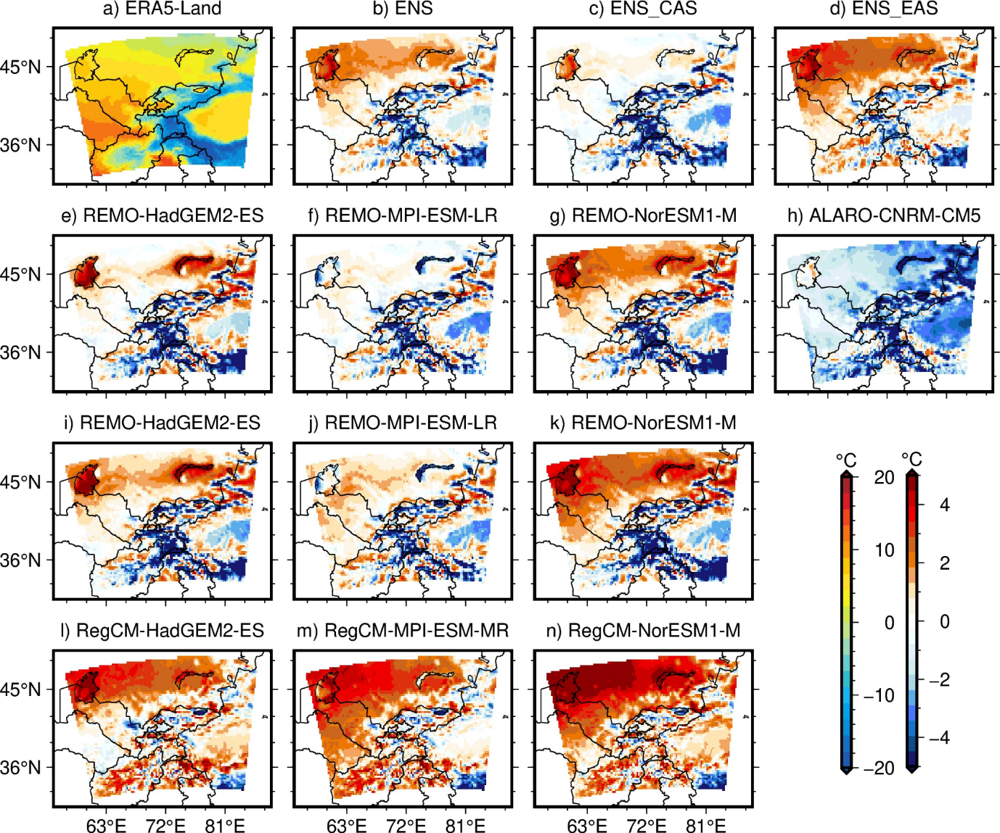 a) ERA5-Land b) ENS c) ENS_CAS d) ENS_EAS
45°N
36°N
e) REMO-HadGEM2-ES f) REMO-MPI-ESM-LR g) REMO-NorESM1-M h) ALARO-CNRM-CM5
45°N
36°N
i) REMO-HadGEM2-ES j) REMO-MPI-ESM-LR k) REMO-NorESM1-M
45°N
36°N
°C °C
20
4
10
2
0 0
−2
−10
−4
−20
l) RegCM-HadGEM2-ES m) RegCM-MPI-ESM-MR n) RegCM-NorESM1-M
45°N
36°N
63°E 72°E 81°E 63°E 72°E 81°E 63°E 72°E 81°E